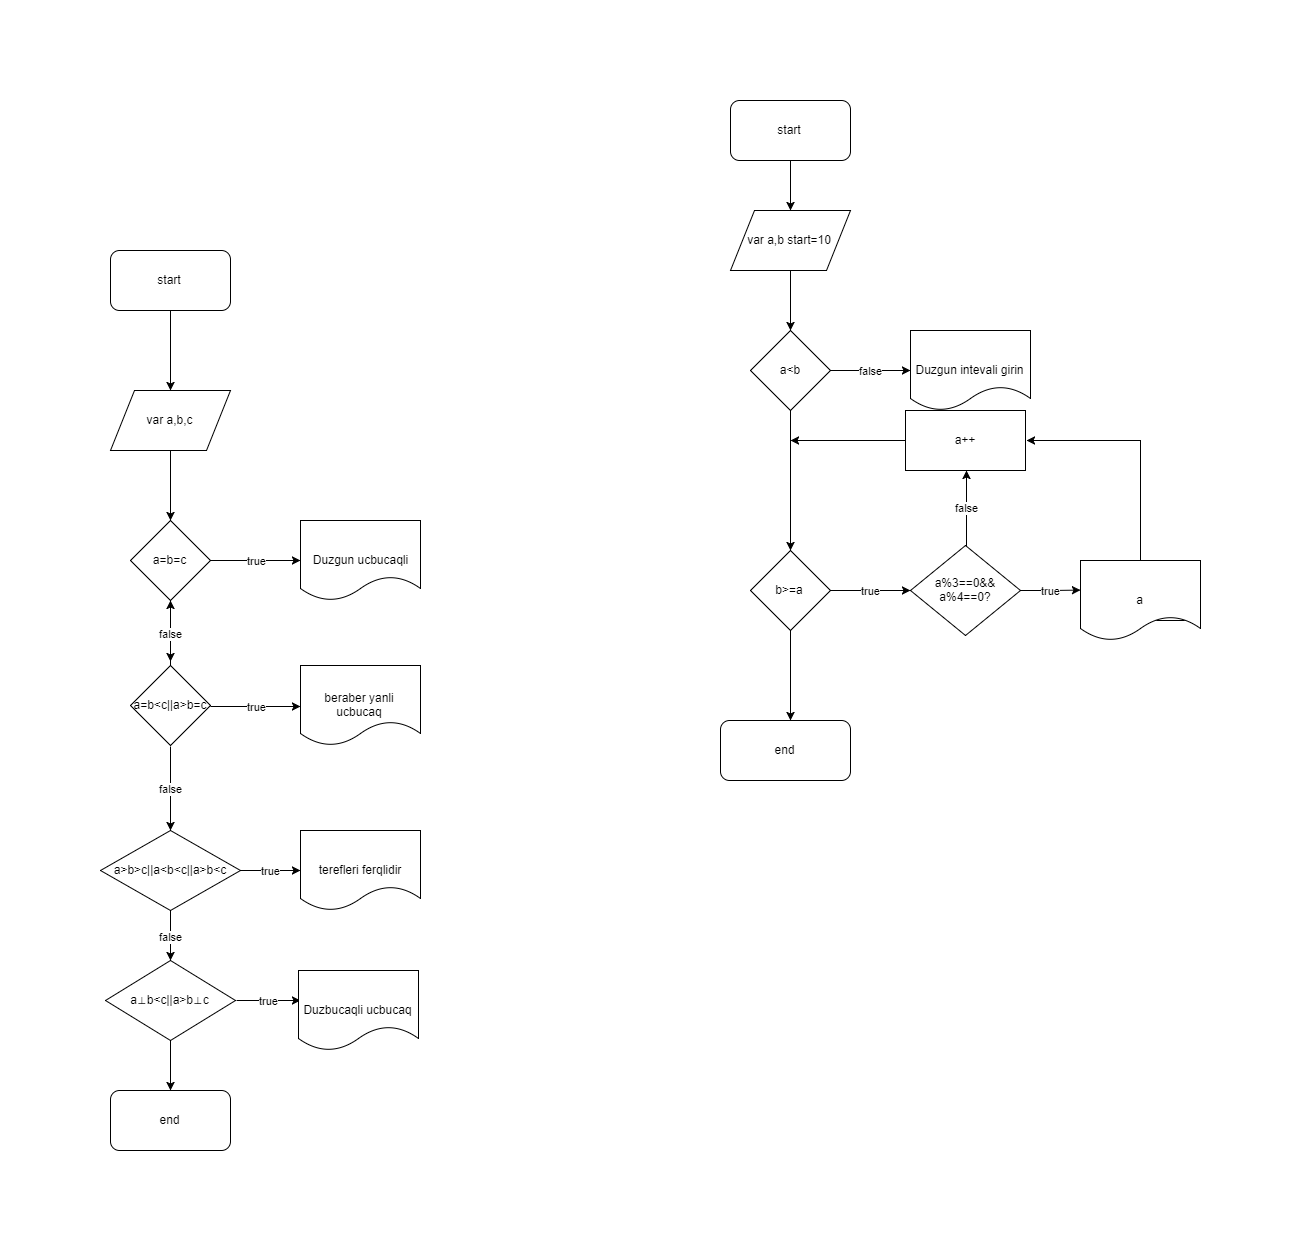 start
var a,b,c
a=b=c
true
Duzgun ucbucaqli
false
a=b<c||a>b=c
true
beraber yanli
ucbucaq
false
a>b>c||a<b<c||a>b<c
true
terefleri ferqlidir
false
a⊥b<c||a>b⊥c
true
Duzbucaqli ucbucaq
end
start
var a,b start=10
a<b
false
Duzgun intevali girin
a++
false
b>=a
true
a%3==0&&
a%4==0?
true
a
end